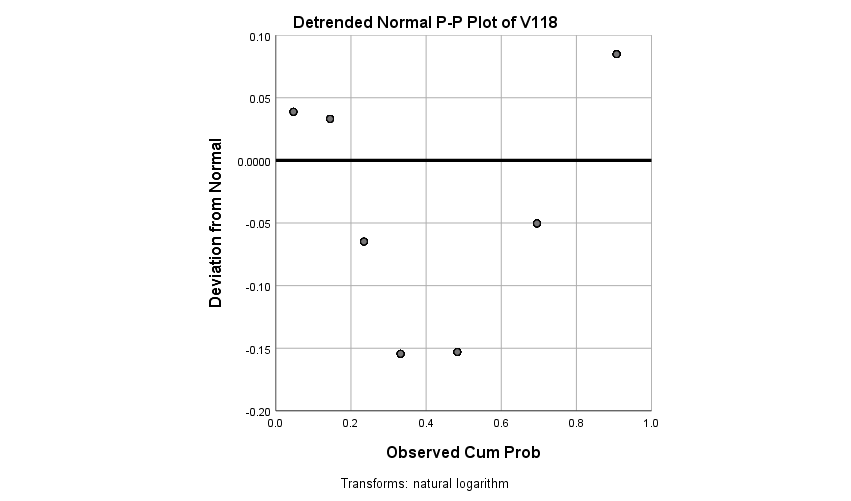 Detrended Normal P-P Plot of V118
0.10
0.05
0.0000
-0.05
-0.10
-0.15
-0.20
Deviation from Normal
0.0 0.2 0.4 0.6 0.8 1.0
Observed Cum Prob
Transforms: natural logarithm